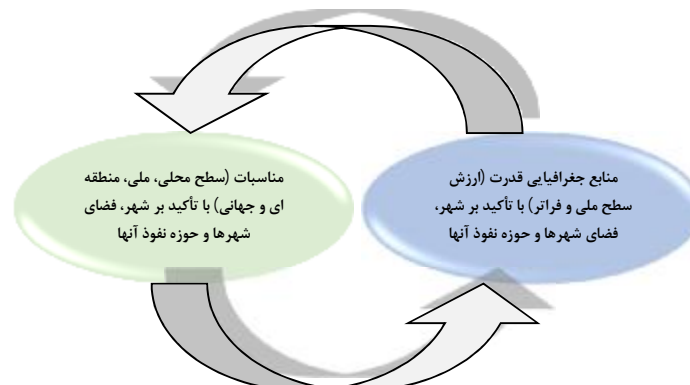 منابع جغرافیایی قدرت (ارزش
سطح ملی و فراتر) با تأکید بر شهر،
فضای شهرها و حوزه نفوذ آنها
مناسبات (سطح محلی، ملی، منطقه
ای و جهانی) با تأکید بر شهر، فضای
شهرها و حوزه نفوذ آنها